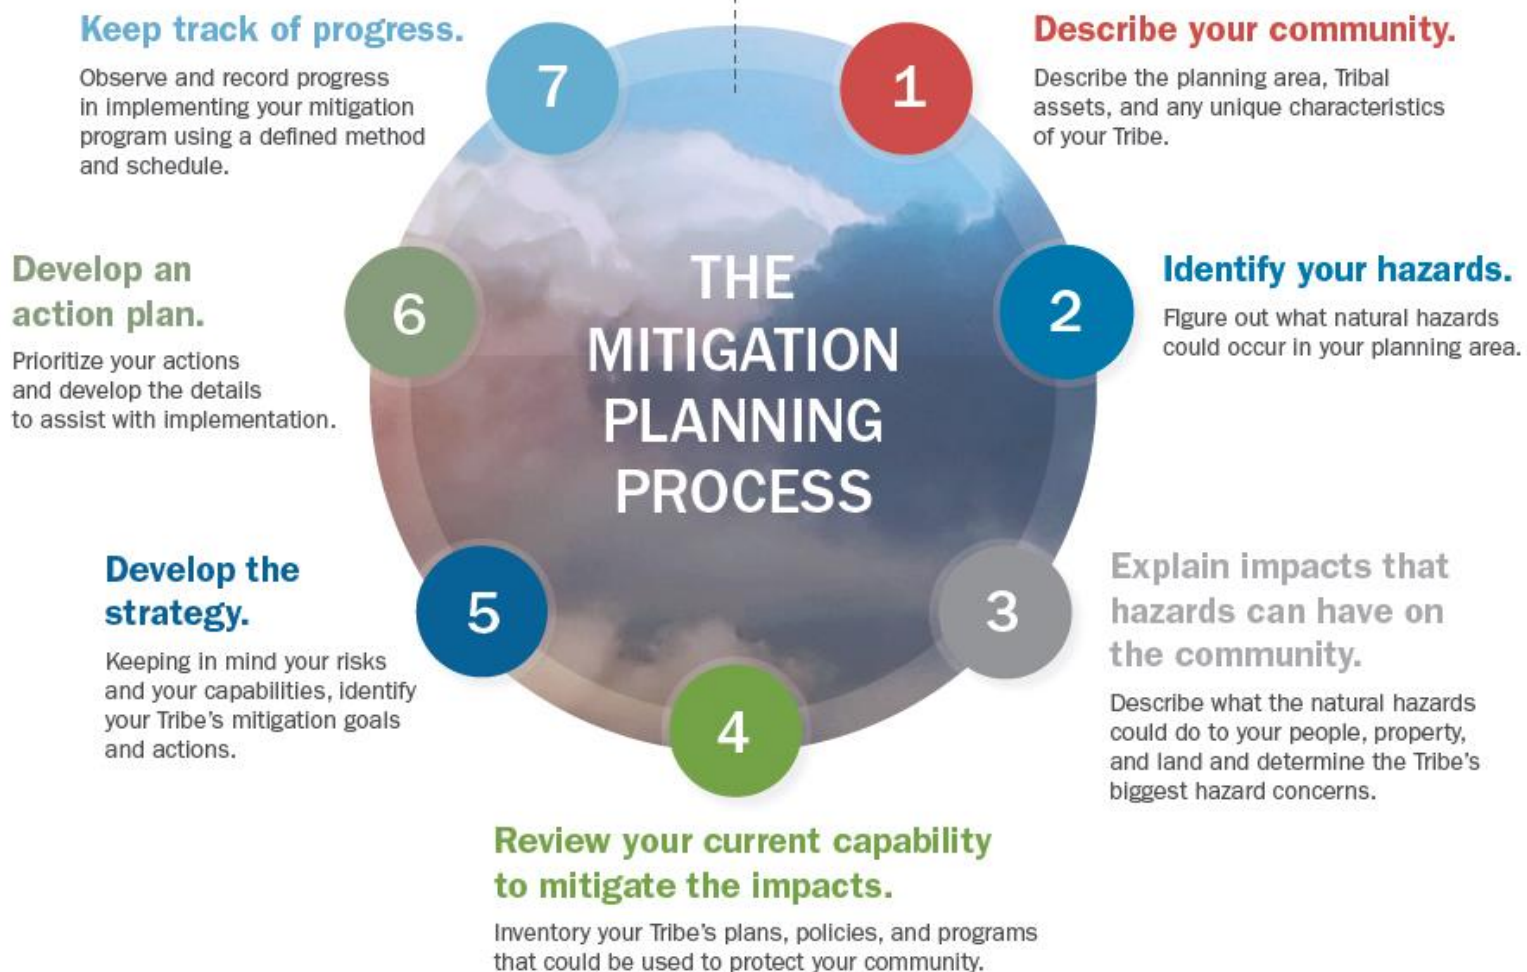 THE
MITIGATION
PLANNING
PROCESS
1
Describe your community.
Describe the planning area, Tribal
assets, and any unique characteristics
of your Tribe.
2
Identify your hazards.
FIgure out what natural hazards
could occur in your planning area.
3
Explain impacts that
hazards can have on
the community.
Describe what the natural hazards
could do to your people, property,
and land and determine the Tribe's
biggest hazard concerns.
4
Review your current capability
to mitigate the impacts.
Inventory your Tribe's plans, policies, and programs
that could be used to protect your community.
5
Develop the
strategy.
Keeping in mind your risks
and your capabilities, identify
your Tribe's mitigation goals
and actions.
6
Develop an
action plan.
Prioritize your actions
and develop the details
to assist with implementation.
7
Keep track of progress.
Observe and record progress
in implementing your mitigation
program using a defined method
and schedule.